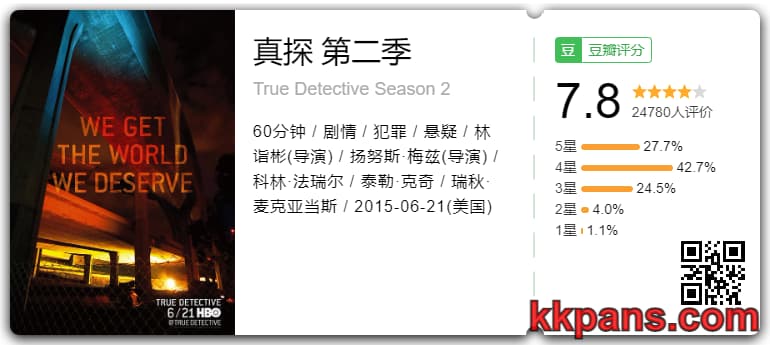 WE GET
THE WORLD
WE DESERVE
TRUE DETECTIVE
6/21 HBO
@TRUE DETECTIVE
真探 第二季
True Detective Season 2
60分钟 / 剧情 / 犯罪 / 悬疑 / 林
诣彬(导演) / 扬努斯·梅兹(导演) /
科林·法瑞尔 / 泰勒·克奇 / 瑞秋·
麦克亚当斯 / 2015-06-21(美国)
豆 豆瓣评分
7.8
24780人评价
5星 27.7%
4星 42.7%
3星 24.5%
2星 4.0%
1星 1.1%
kkpans.com